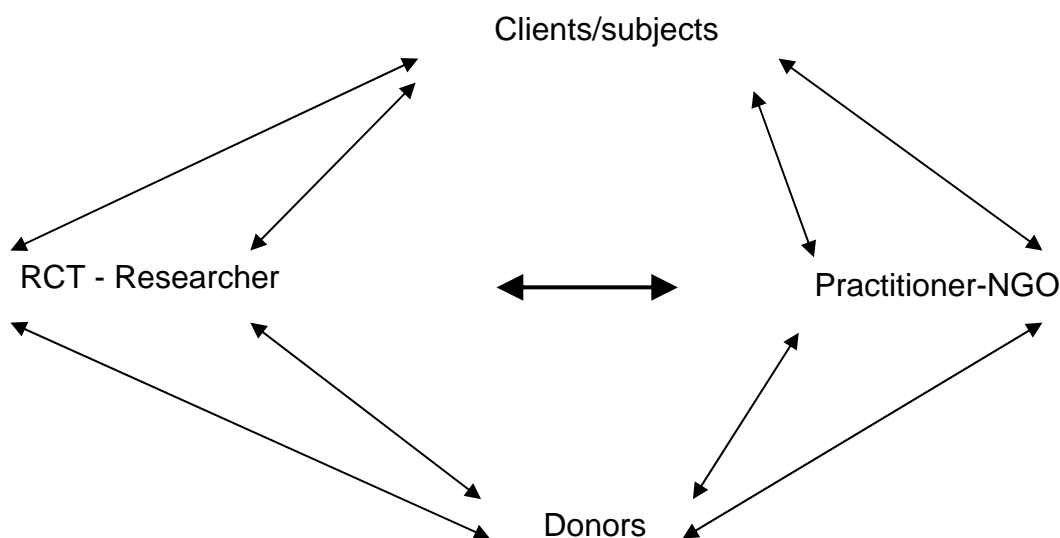 Clients/subjects
RCT - Researcher
Practitioner-NGO
Donors